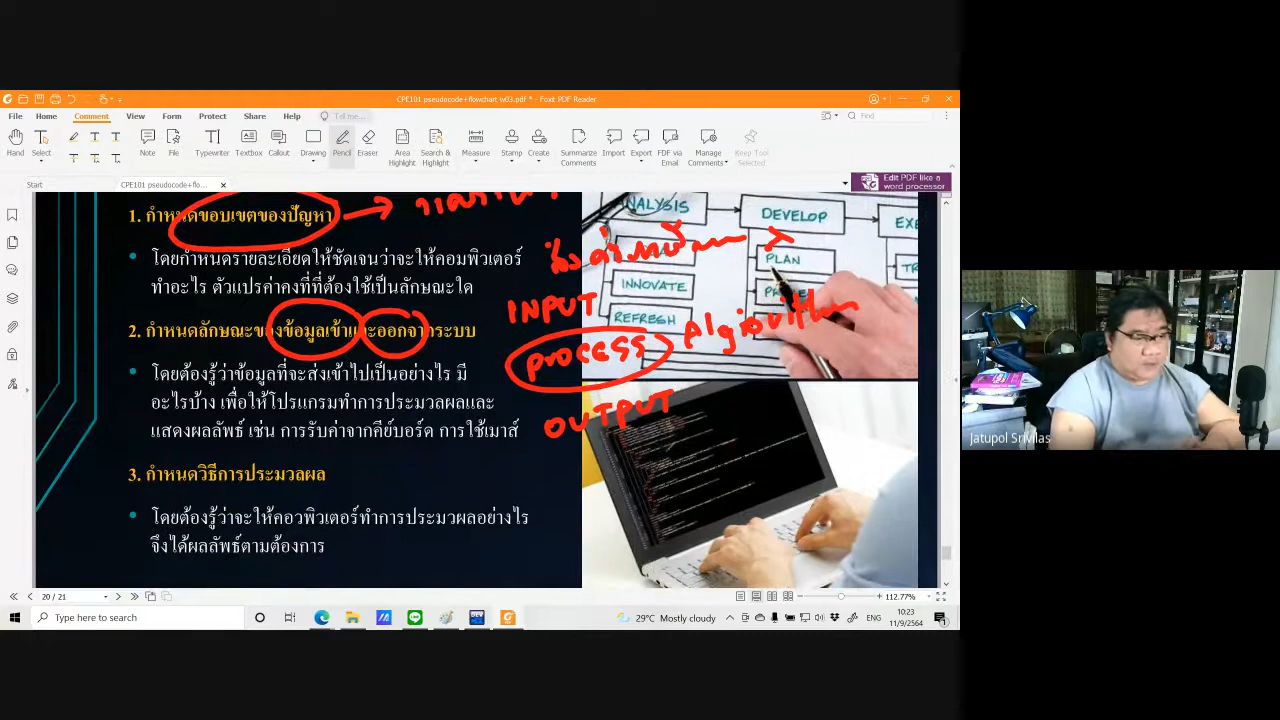 CPE101 pseudocode+flowchart w03.pdf * - Foxit PDF Reader
File Home Comment View Form Protect Share Help Tell me... Find
Hand Select Note File Typewriter Textbox Callout Drawing Pencil Eraser Area Highlight Search & Highlight Measure Stamp Create Summarize Comments Import Export FDF via Email Manage Comments Keep Tool Selected
Start CPE101 pseudocode+flo... Edit PDF like a word processor
1. กำหนดขอบเขตของปัญหา
โดยกำหนดรายละเอียดให้ชัดเจนว่าจะให้คอมพิวเตอร์
ทำอะไร ตัวแปรค่าคงที่ที่ต้องใช้เป็นลักษณะใด
2. กำหนดลักษณะของข้อมูลเข้าและออกจากระบบ
โดยต้องรู้ว่าข้อมูลที่จะส่งเข้าไปเป็นอย่างไร มี
อะไรบ้าง เพื่อให้โปรแกรมทำการประมวลผลและ
แสดงผลลัพธ์ เช่น การรับค่าจากคีย์บอร์ด การใช้เมาส์
3. กำหนดวิธีการประมวลผล
โดยต้องรู้ว่าจะให้คอวพิวเตอร์ทำการประมวผลอย่างไร
จึงได้ผลลัพธ์ตามต้องการ
NALYSIS DEVELOP EXE
PLAN
INNOVATE
REFRESH
INPUT
process Algiorithm
OUTPUT
Jatupol Srivilas
20 / 21 112.77%
Type here to search 29°C Mostly cloudy ENG 10:23
11/9/2564